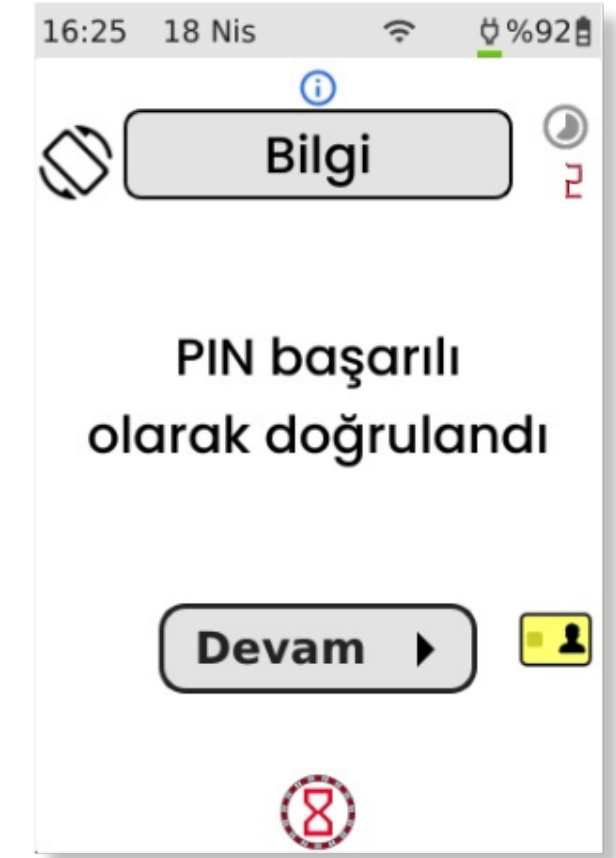 16:25 18 Nis %92
Bilgi
2
PIN başarılı
olarak doğrulandı
Devam